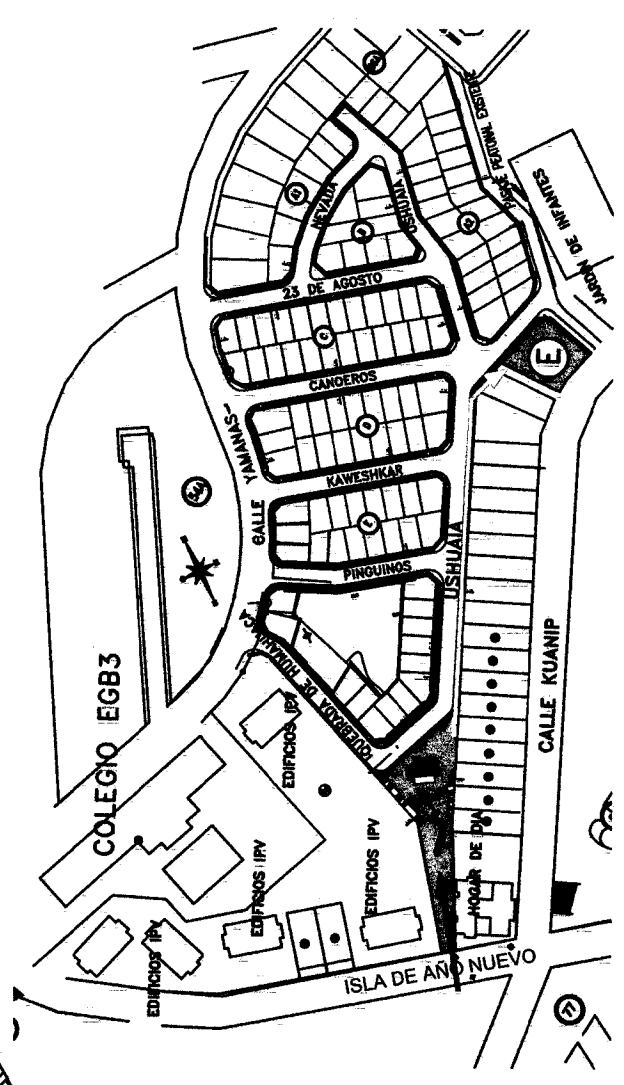 PASAJE PEATONAL EXISTENTE
NEVADA
USHUAIA
JARDIN DE INFANTES
23 DE AGOSTO
C
CANOEROS
E
YAMANAS
CALLE
KAWESHKAR
PINGUINOS
USHUAIA
QUEBRADA DE HUMAHUACA
COLEGIO EGB3
CALLE KUANIP
EDIFICIOS IPV
EDIFICIOS IPV
EDIFICIOS IPV
EDIFICIOS IPV
HOGAR DE DIA
ISLA DE AÑO NUEVO